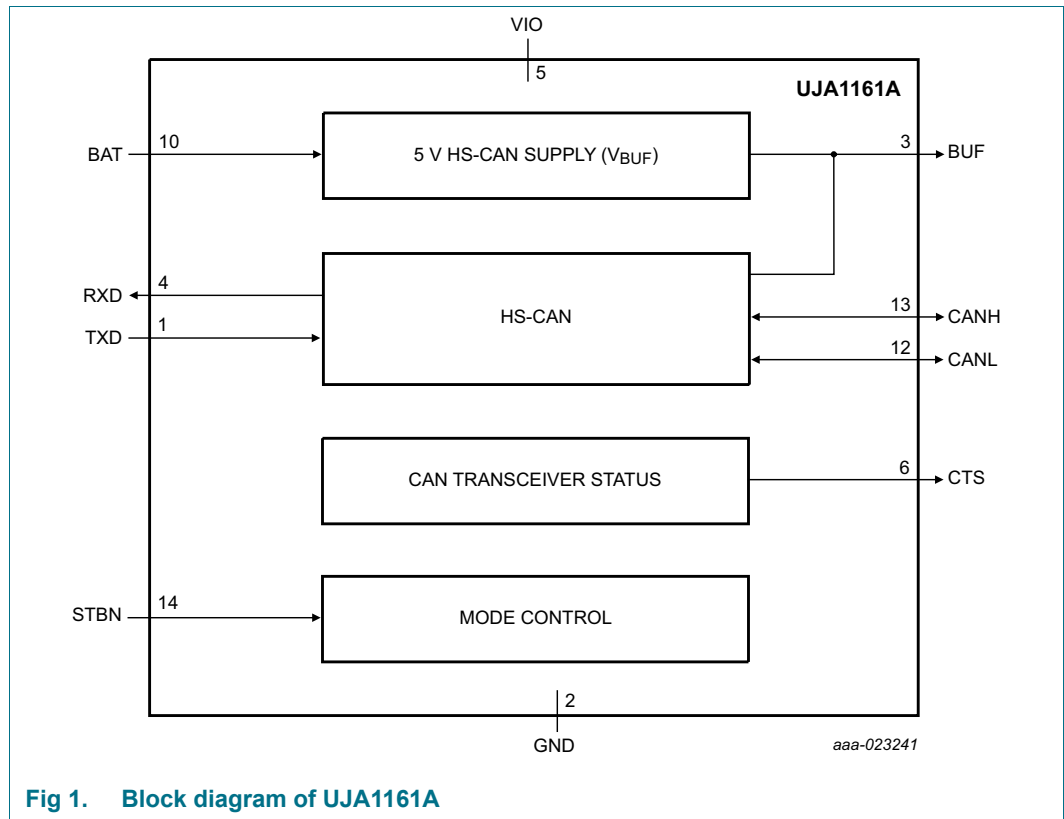 VIO
5
UJA1161A
BAT
10
5 V HS-CAN SUPPLY (VBUF)
3
BUF
RXD
4
TXD
1
HS-CAN
13
CANH
12
CANL
CAN TRANSCEIVER STATUS
6
CTS
STBN
14
MODE CONTROL
2
GND
aaa-023241
Fig 1. Block diagram of UJA1161A